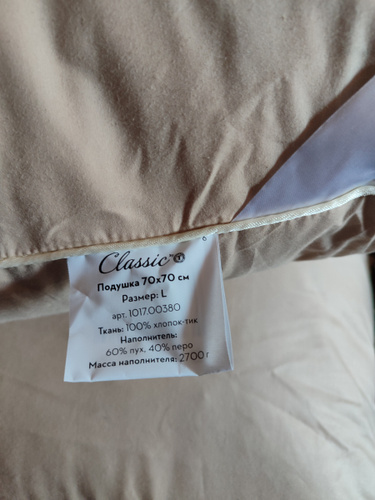 Classic
Подушка 70х70 см
Размер: L
арт. 1017.00380
Ткань: 100% хлопок-тик
Наполнитель:
60% пух, 40% перо
Масса наполнителя: 2700 г